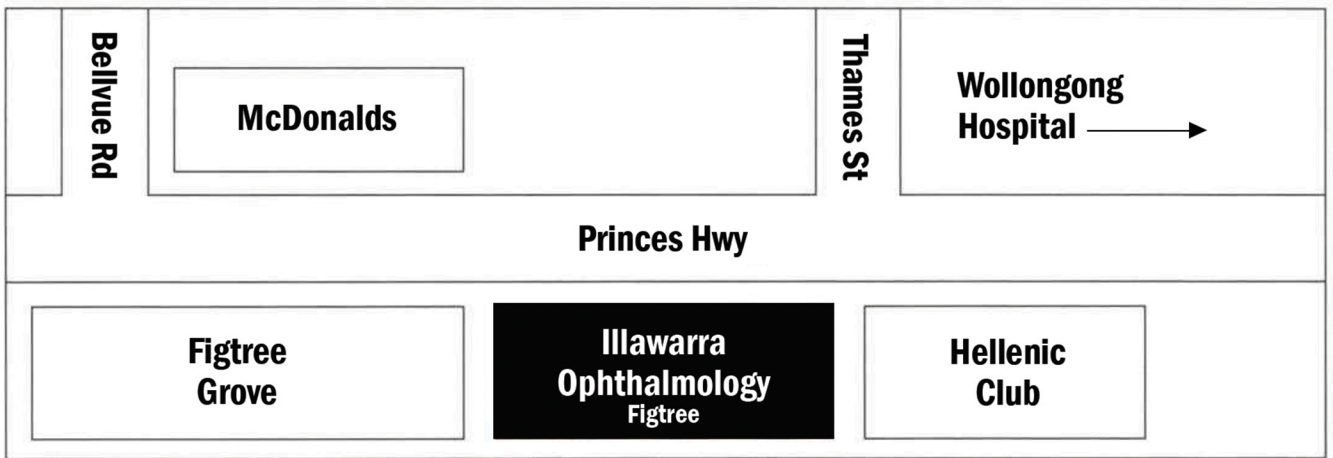 Bellvue Rd
McDonalds
Thames St
Wollongong
Hospital
Princes Hwy
Figtree
Grove
Illawarra
Ophthalmology
Figtree
Hellenic
Club